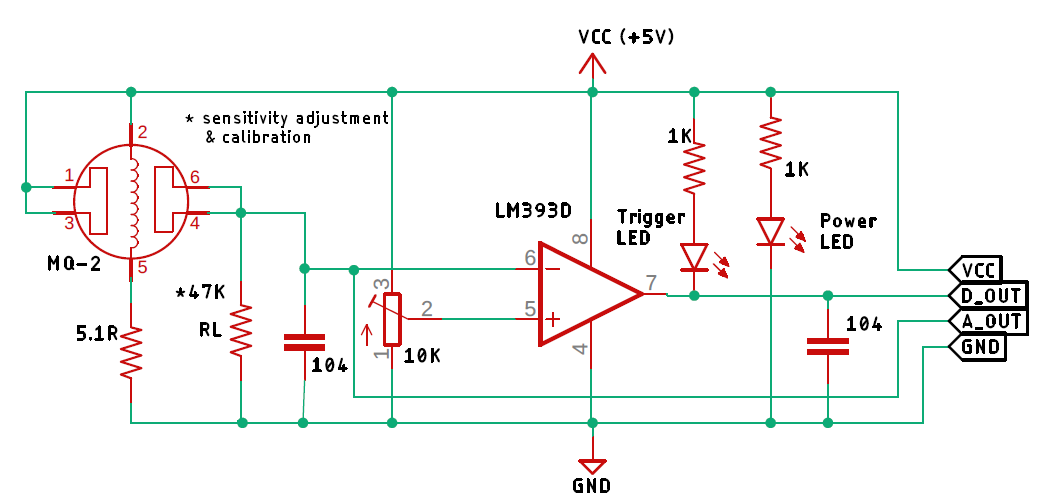 VCC (+5V)
* sensitivity adjustment
& calibration
2
1
6
3
4
5
MQ-2
5.1R
*47K
RL
104
3
2
1
10K
LM393D
8
6
5
7
4
1K
Trigger
LED
1K
Power
LED
104
VCC
D_OUT
A_OUT
GND
GND